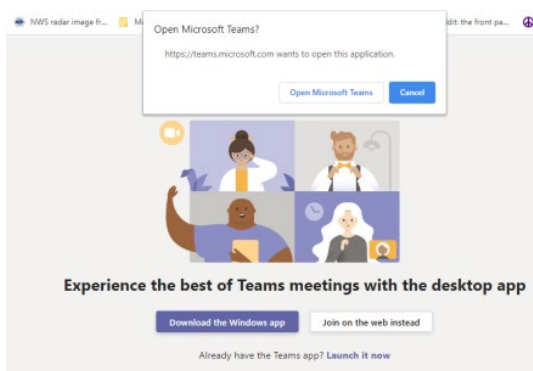 NWS radar image fr...
Open Microsoft Teams?
dit: the front pa...
https://teams.microsoft.com wants to open this application.
Open Microsoft Teams Cancel
Experience the best of Teams meetings with the desktop app
Download the Windows app Join on the web instead
Already have the Teams app? Launch it now